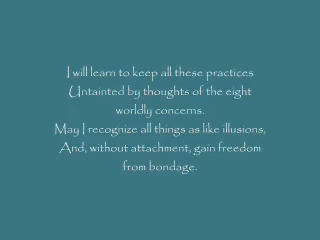 I will learn to keep all these practices
Untainted by thoughts of the eight
worldly concerns.
May I recognize all things as like illusions,
And, without attachment, gain freedom
from bondage.